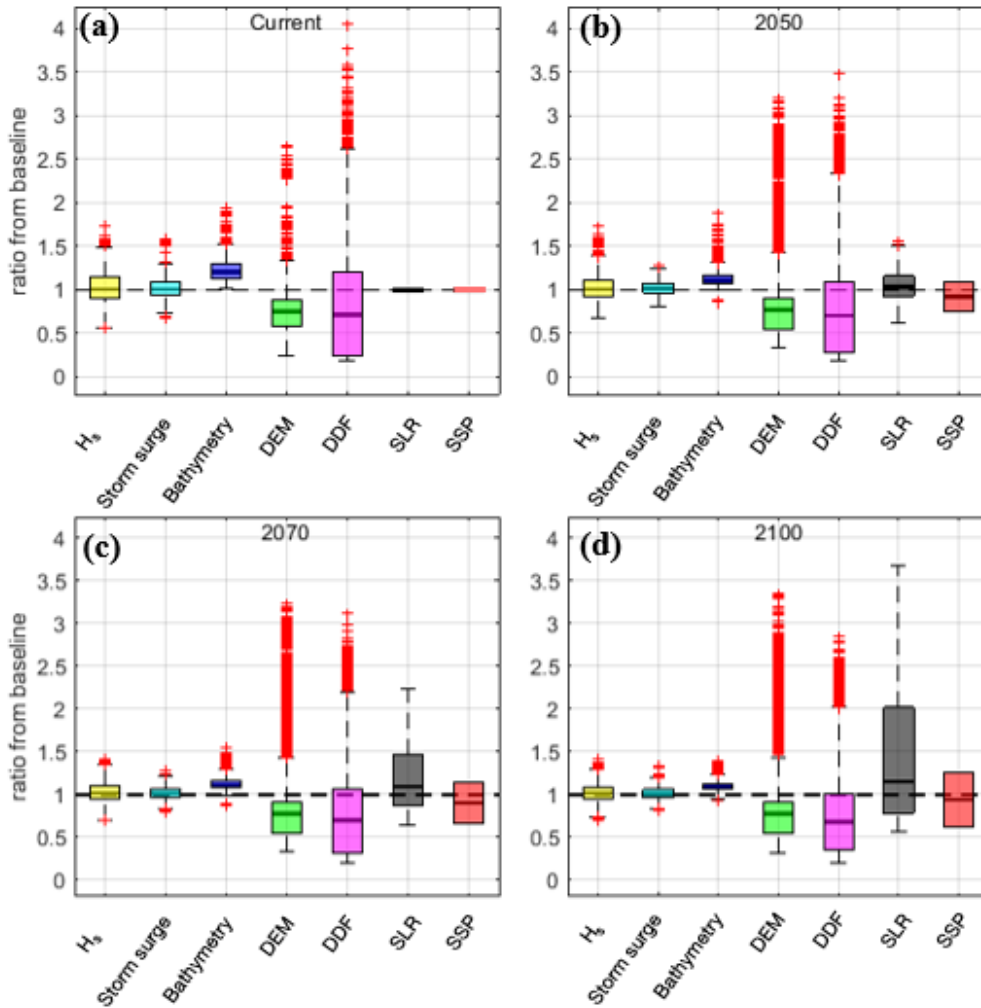 (a)
Current
ratio from baseline
4
3.5
3
2.5
2
1.5
1
0.5
0
Hs
Storm surge
Bathymetry
DEM
DDF
SLR
SSP
(b)
2050
4
3.5
3
2.5
2
1.5
1
0.5
0
Hs
Storm surge
Bathymetry
DEM
DDF
SLR
SSP
(c)
2070
ratio from baseline
4
3.5
3
2.5
2
1.5
1
0.5
0
Hs
Storm surge
Bathymetry
DEM
DDF
SLR
SSP
(d)
2100
4
3.5
3
2.5
2
1.5
1
0.5
0
Hs
Storm surge
Bathymetry
DEM
DDF
SLR
SSP